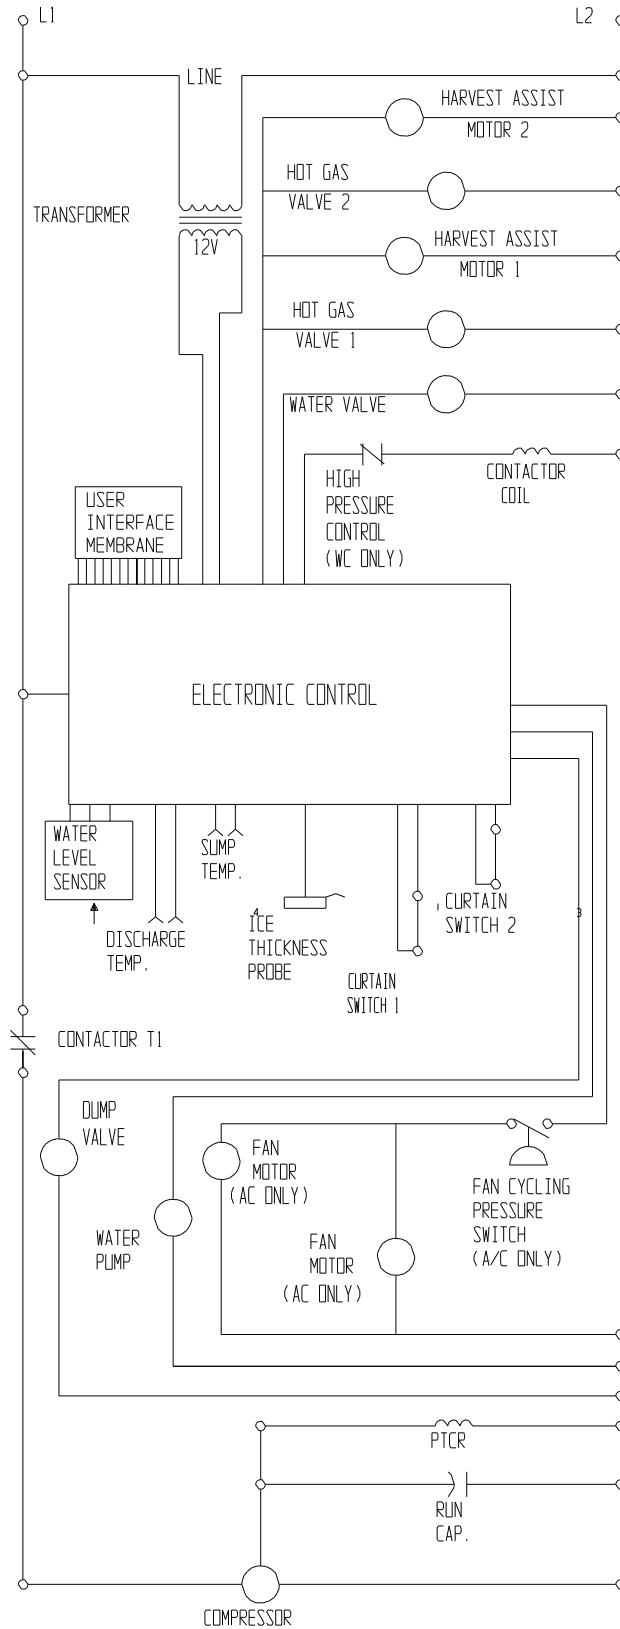 L1
L2
LINE
HARVEST ASSIST
MOTOR 2
HOT GAS
VALVE 2
TRANSFORMER
12V
HARVEST ASSIST
MOTOR 1
HOT GAS
VALVE 1
WATER VALVE
HIGH
PRESSURE
CONTROL
(WC ONLY)
CONTACTOR
COIL
USER
INTERFACE
MEMBRANE
ELECTRONIC CONTROL
WATER
LEVEL
SENSOR
SUMP
TEMP.
DISCHARGE
TEMP.
4
ICE
THICKNESS
PROBE
CURTAIN
SWITCH 1
CURTAIN
SWITCH 2
3
CONTACTOR T1
DUMP
VALVE
WATER
PUMP
FAN
MOTOR
(AC ONLY)
FAN
MOTOR
(AC ONLY)
FAN CYCLING
PRESSURE
SWITCH
(A/C ONLY)
PTCR
RUN
CAP.
COMPRESSOR